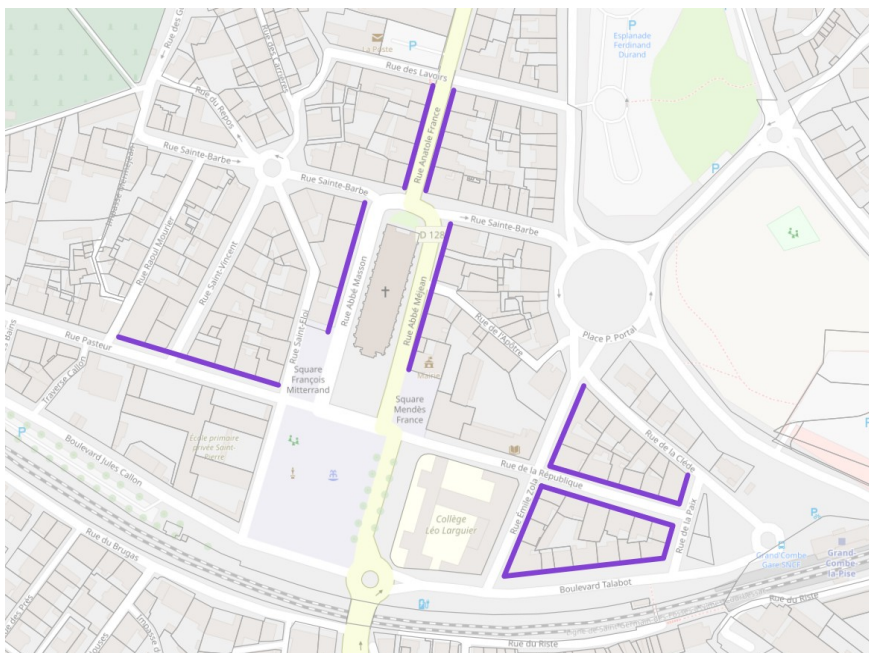 La Poste
P
P
Esplanade
Ferdinand
Durand
Rue des Carrières
Rue des Lavoirs
Rue du Repos
Rue Anatole France
P
Rue Sainte-Barbe
Rue Sainte-Barbe
Rue Sainte-Barbe
D 128
Rue Raoul Mourier
Rue Saint-Vincent
Rue Abbé Masson
Rue Abbé Méjean
Rue Saint-Eloi
Rue de l'Apôtre
Place P. Portal
Rue Pasteur
Traverse Callon
Square
François
Mitterrand
Mairie
Square
Mendès
France
École primaire
privée Saint-
Pierre
P
Boulevard Jules Callon
Rue de la République
Rue de la Clède
Rue Émile Zola
Rue de la Paix
Collège
Léo Larguier
P
Grand'Combe
Gare SNCF
Grand-
Combe-
la-Pise
Rue du Brugas
Boulevard Talabot
Rue du Riste
Rue du Riste